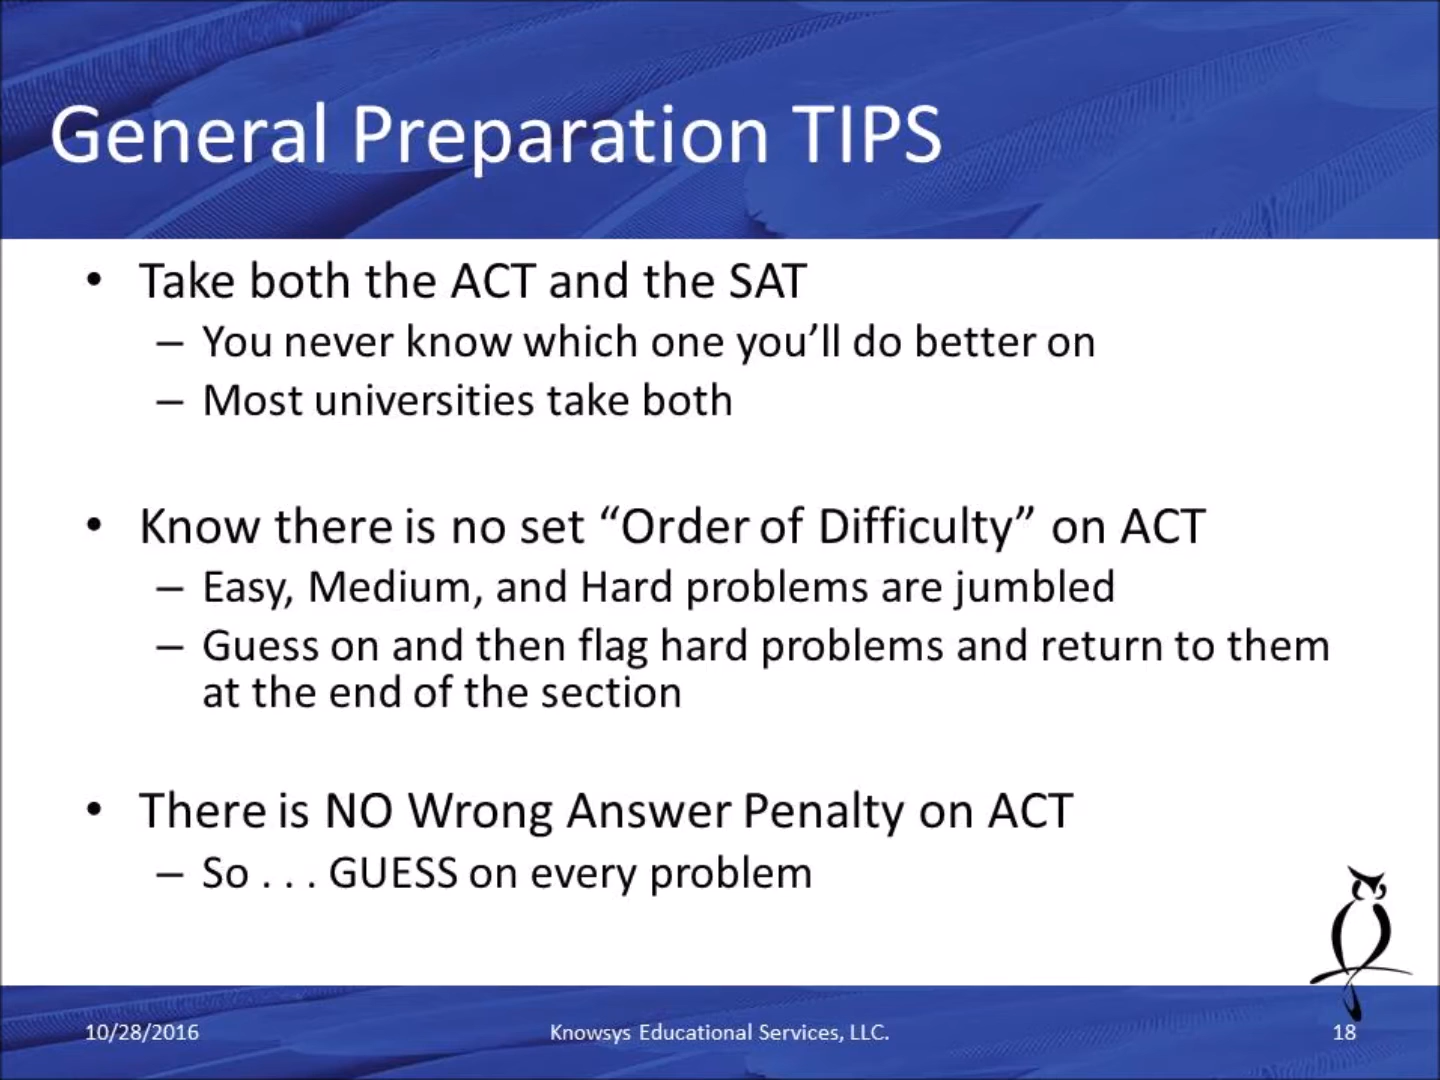 General Preparation TIPS
• Take both the ACT and the SAT
– You never know which one you’ll do better on
– Most universities take both
• Know there is no set “Order of Difficulty” on ACT
– Easy, Medium, and Hard problems are jumbled
– Guess on and then flag hard problems and return to them
at the end of the section
• There is NO Wrong Answer Penalty on ACT
– So . . . GUESS on every problem
10/28/2016
Knowsys Educational Services, LLC.
18